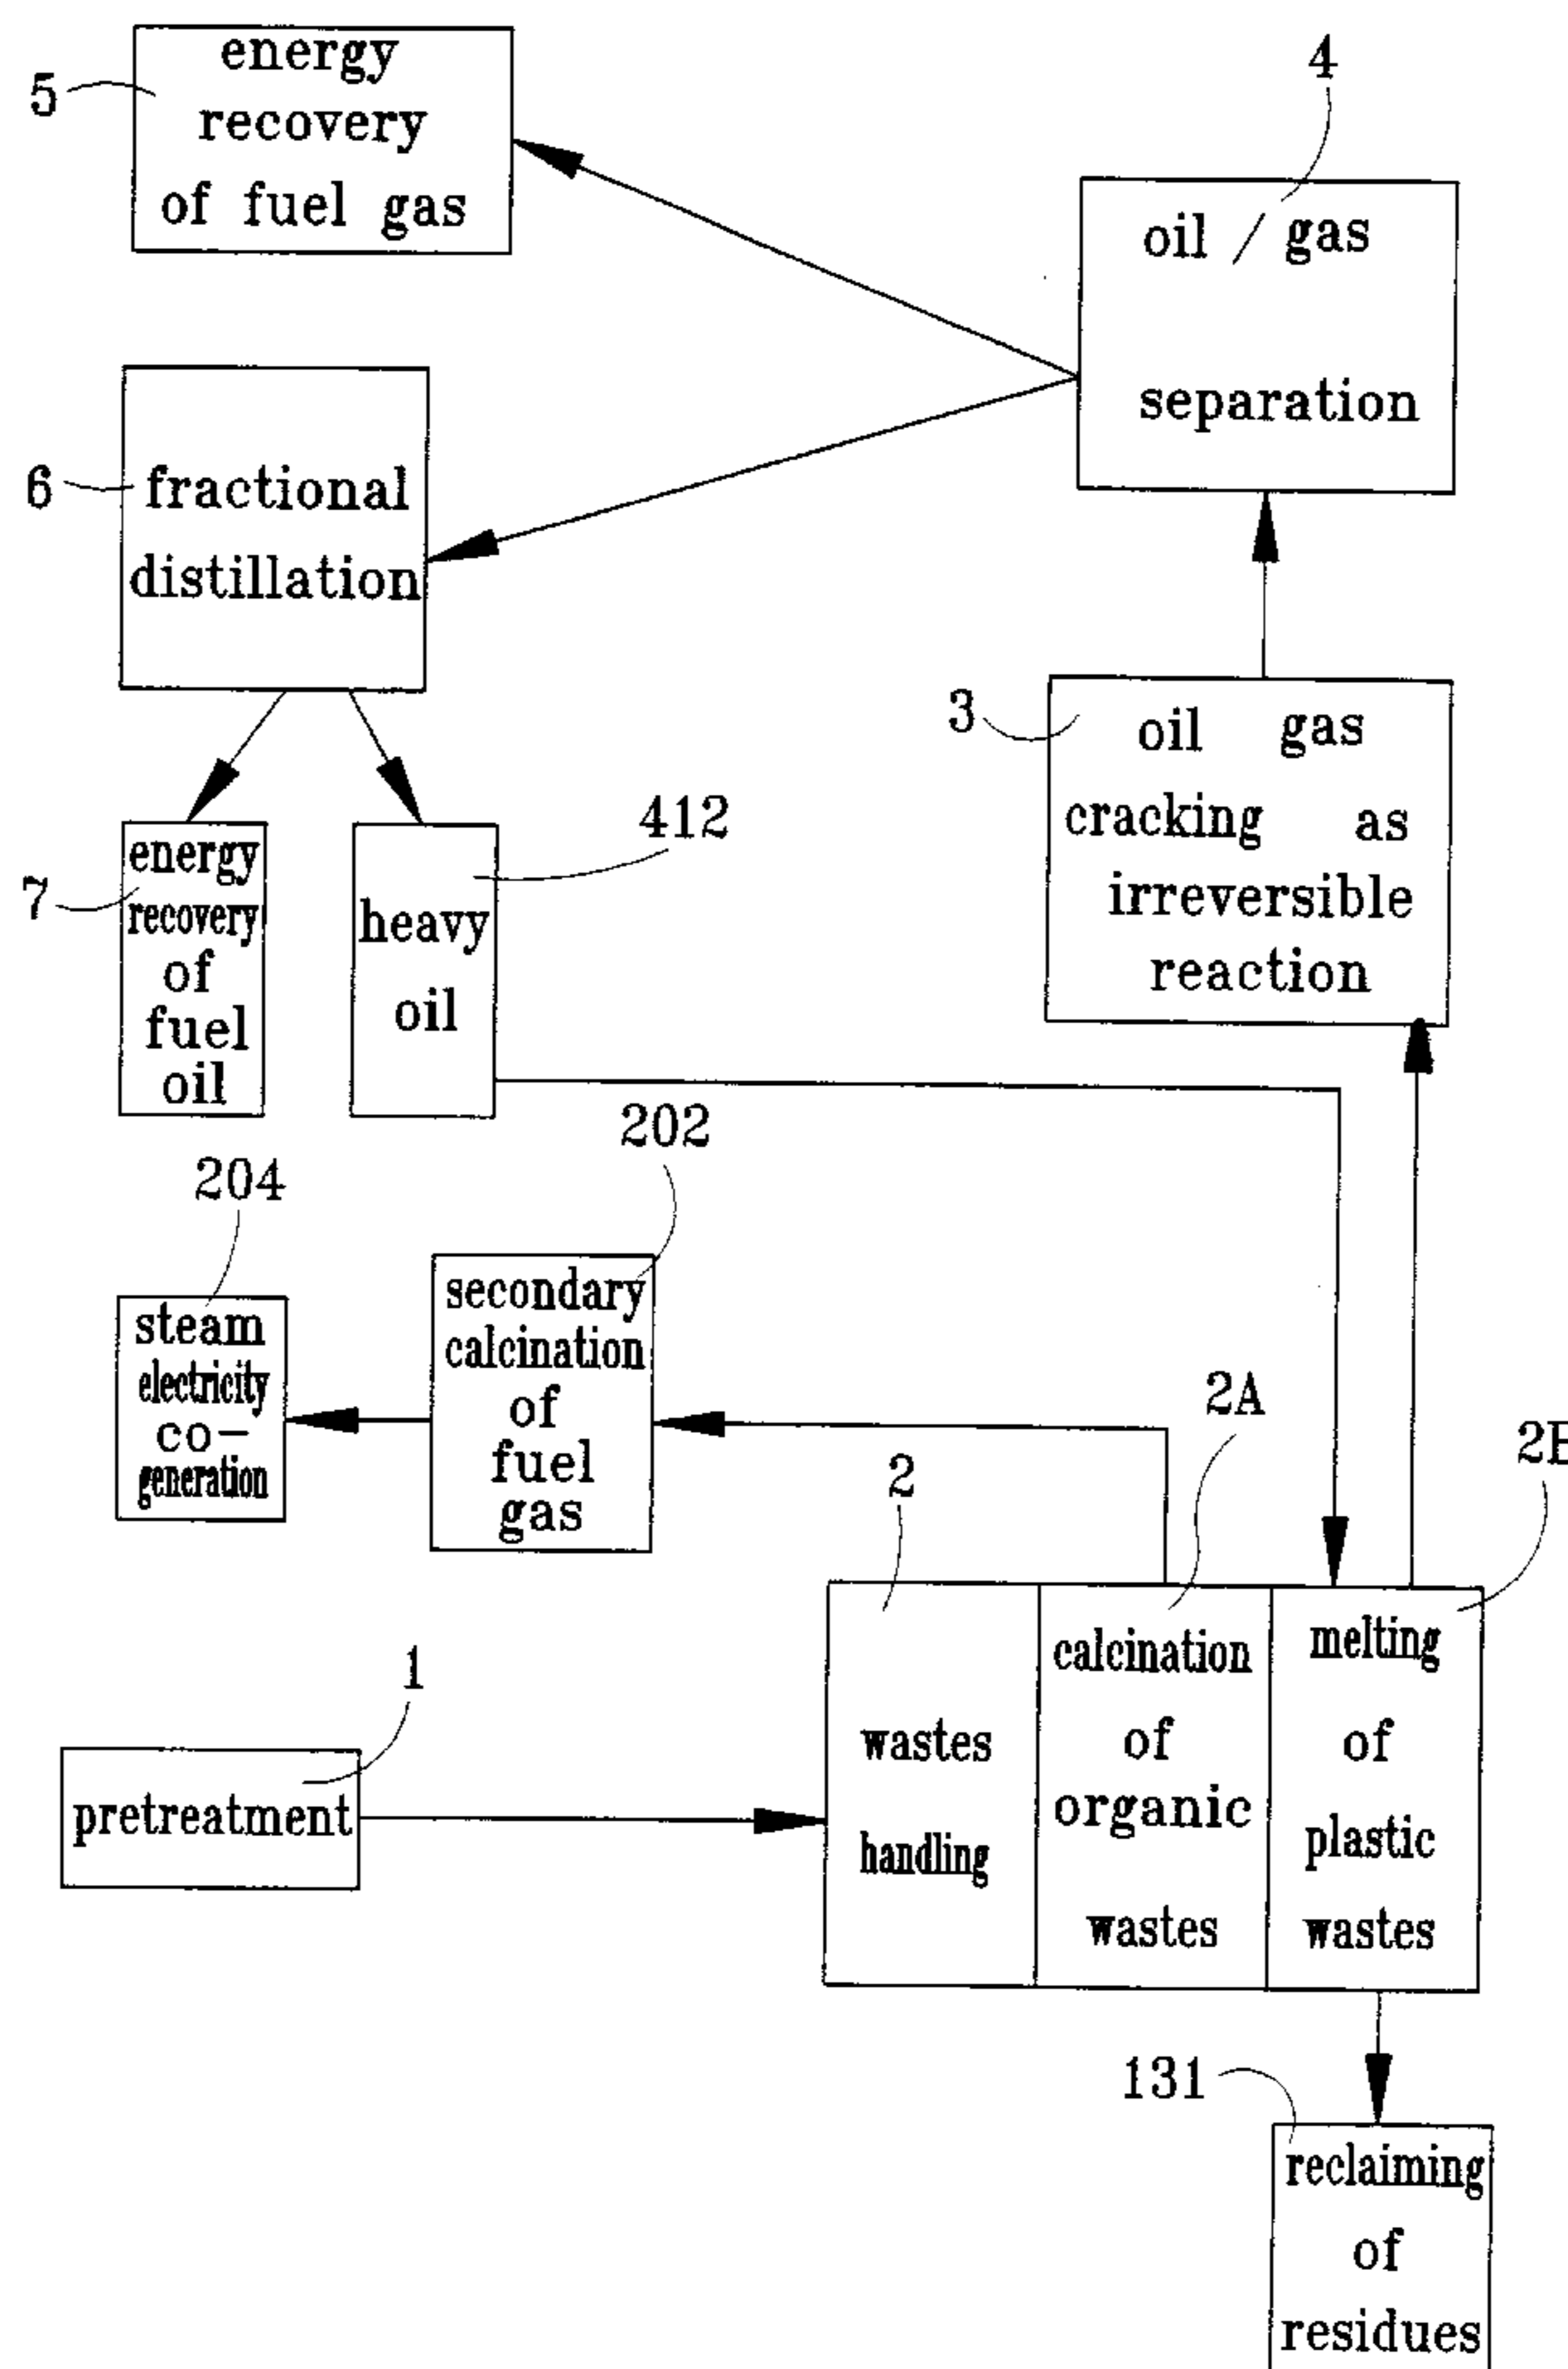 energy
recovery
of fuel gas
5
4
oil / gas
separation
6
fractional
distillation
3
oil gas
cracking as
irreversible
reaction
412
7
energy
recovery
of
fuel
oil
heavy
oil
202
204
steam
electricity
co-
generation
secondary
calcination
of
fuel
gas
2A
2
1
pretreatment
wastes
handling
calcination
of
organic
wastes
melting
of
plastic
wastes
131
reclaiming
of
residues